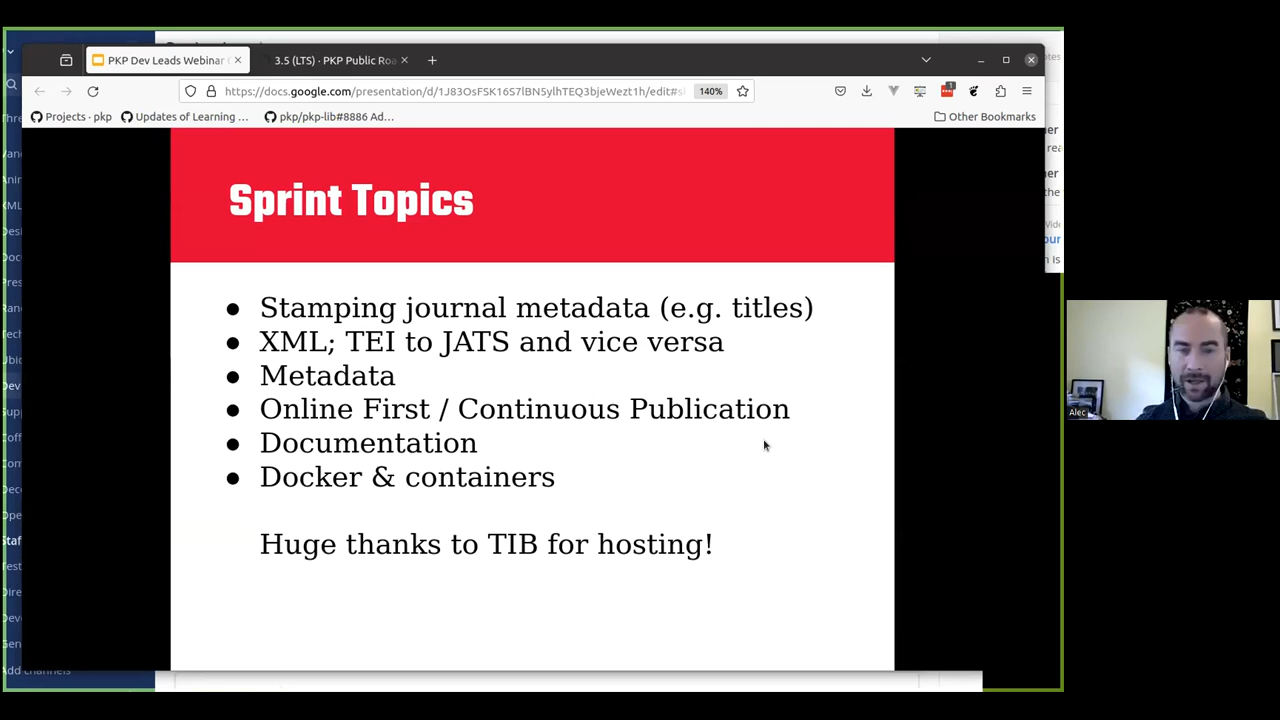 PKP Dev Leads Webinar
3.5 (LTS) · PKP Public Roa
https://docs.google.com/presentation/d/1J83OsFSK16S7lBN5ylhTEQ3bjeWezt1h/edit#s
140%
Projects · pkp
Updates of Learning ...
pkp/pkp-lib#8886 Ad...
Other Bookmarks
Sprint Topics
● Stamping journal metadata (e.g. titles)
● XML; TEI to JATS and vice versa
● Metadata
● Online First / Continuous Publication
● Documentation
● Docker & containers
Huge thanks to TIB for hosting!
Alec
Add channels